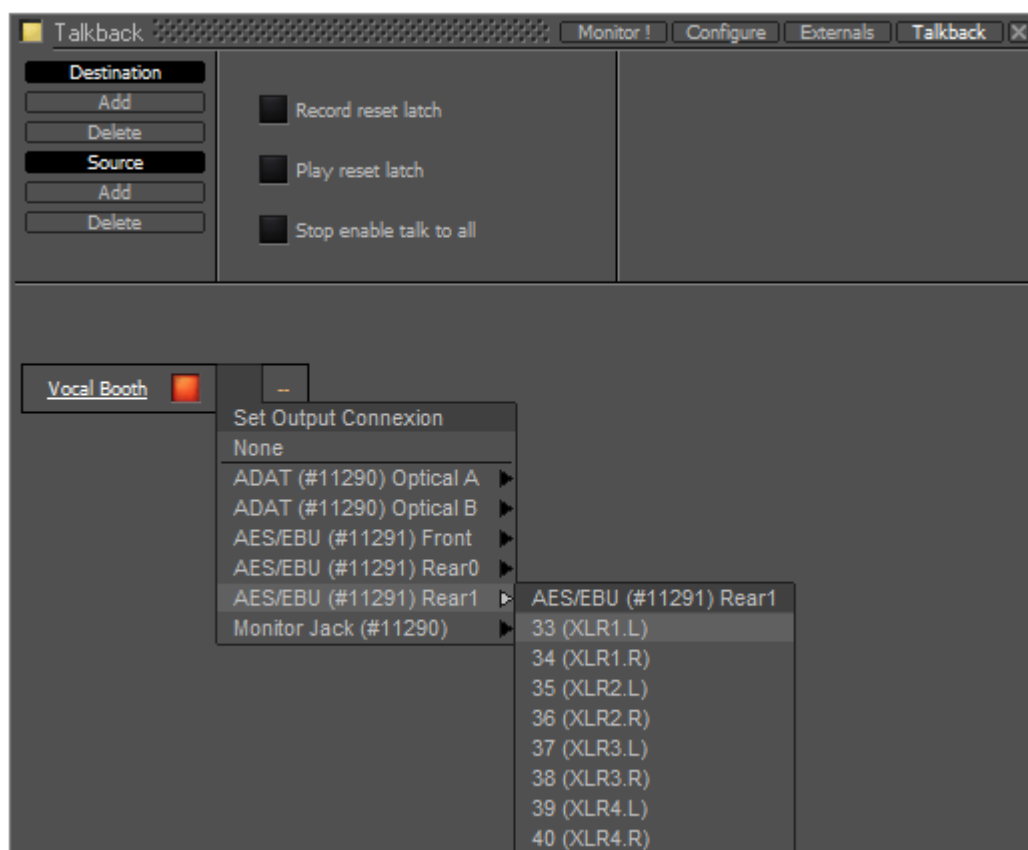 Talkback Monitor ! Configure Externals Talkback
Destination
Add
Delete
Source
Add
Delete
Record reset latch
Play reset latch
Stop enable talk to all
Vocal Booth --
Set Output Connexion
None
ADAT (#11290) Optical A
ADAT (#11290) Optical B
AES/EBU (#11291) Front
AES/EBU (#11291) Rear0
AES/EBU (#11291) Rear1
Monitor Jack (#11290)
AES/EBU (#11291) Rear1
33 (XLR1.L)
34 (XLR1.R)
35 (XLR2.L)
36 (XLR2.R)
37 (XLR3.L)
38 (XLR3.R)
39 (XLR4.L)
40 (XLR4.R)